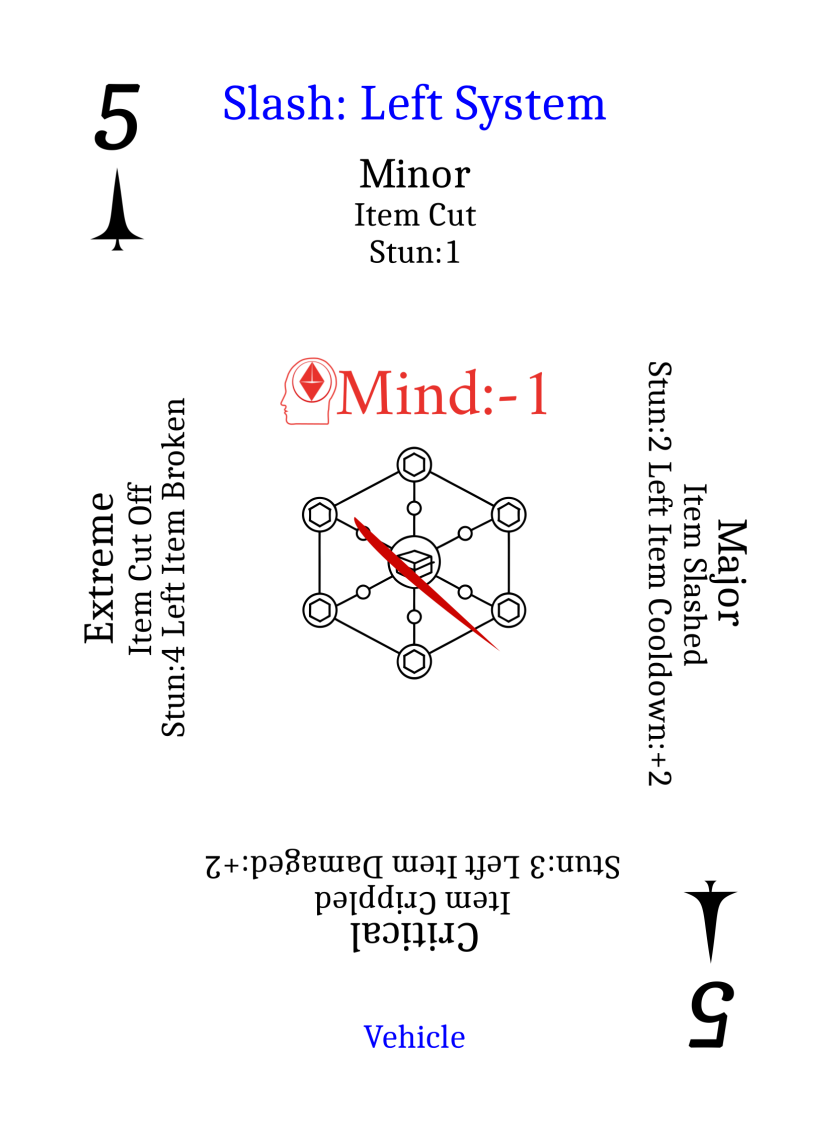 5
Slash: Left System
Minor
Item Cut
Stun:1
Mind:-1
Major
Item Slashed
Stun:2 Left Item Cooldown:+2
Extreme
Item Cut Off
Stun:4 Left Item Broken
Critical
Item Crippled
Stun:3 Left Item Damaged:+2
5
Vehicle